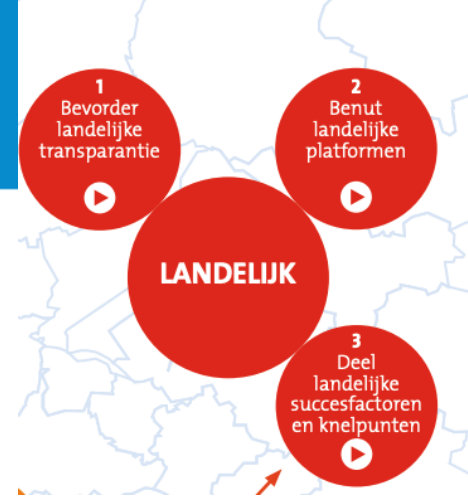 1
Bevorder
landelijke
transparantie
2
Benut
landelijke
platformen
LANDELIJK
3
Deel
landelijke
succesfactoren
en knelpunten